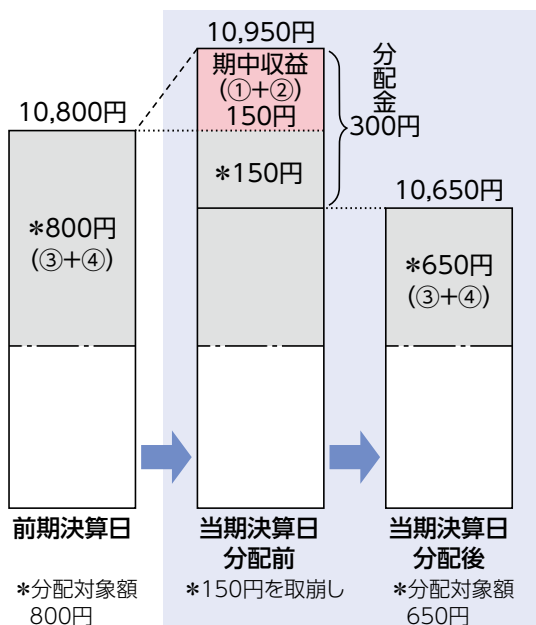 10,950円
10,800円
期中収益
(①+②)
150円
分配金
300円
*150円
10,650円
*800円
(③+④)
*650円
(③+④)
前期決算日
当期決算日
分配前
当期決算日
分配後
*分配対象額
800円
*150円を取崩し
*分配対象額
650円